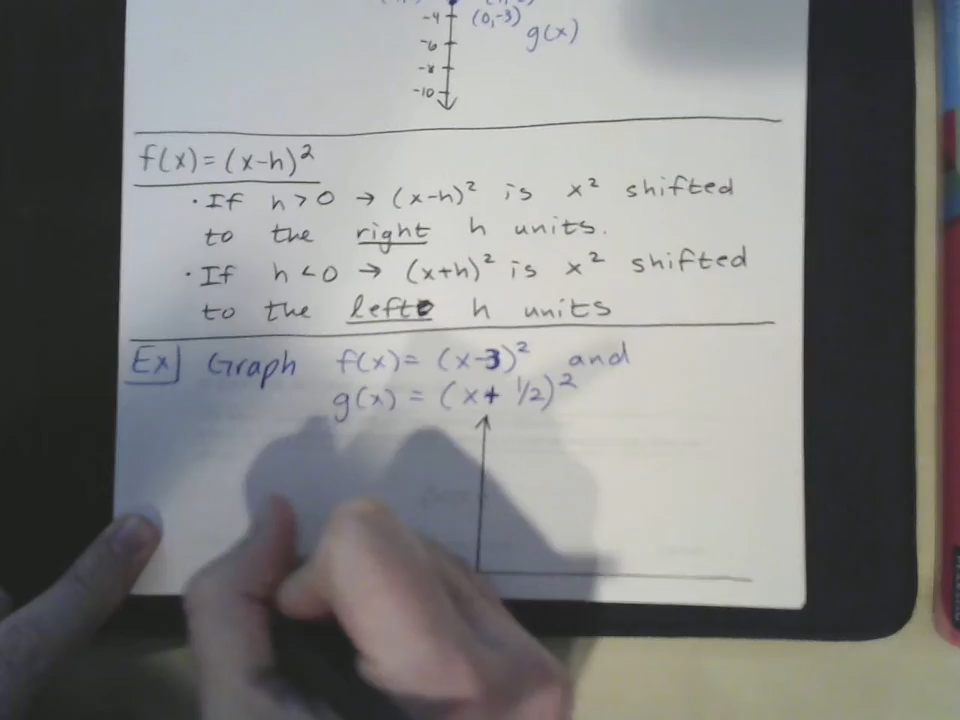 -4 (0,-3) g(x)
-6
-8
-10
f(x) = (x-h)²
· If h > 0 → (x-h)² is x² shifted
to the right h units.
· If h < 0 → (x+h)² is x² shifted
to the left h units
Ex Graph f(x) = (x-3)² and
g(x) = (x+ 1/2)²